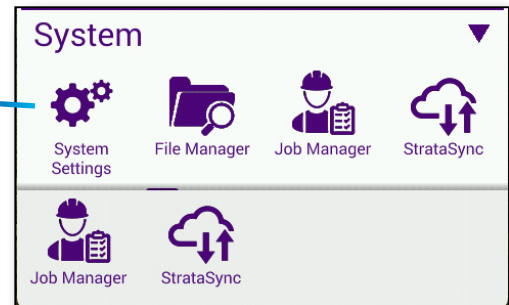 System
System
Settings
File Manager
Job Manager
StrataSync
Job Manager
StrataSync